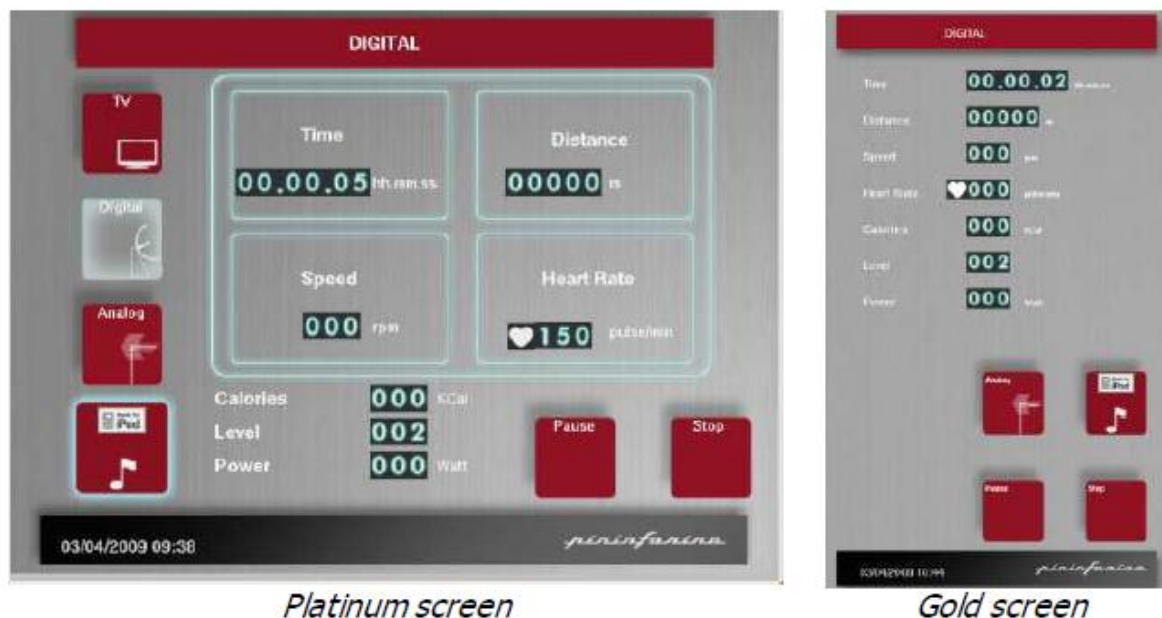 DIGITAL
TV
Digital
Analog
iPod
Time
00.00.05 hh.mm.ss.
Distance
00000 m
Speed
000 rpm
Heart Rate
150 pulse/min
Calories 000 KCal
Level 002
Power 000 Watt
Pause
Stop
03/04/2009 09:38
pininfarina
Platinum screen
DIGITAL
Time 00.00.02
Distance 00000 m
Speed 000 rpm
Heart Rate 000
Calories 000 KCal
Level 002
Power 000 Watt
Analog
iPod
Pause
Stop
pininfarina
Gold screen